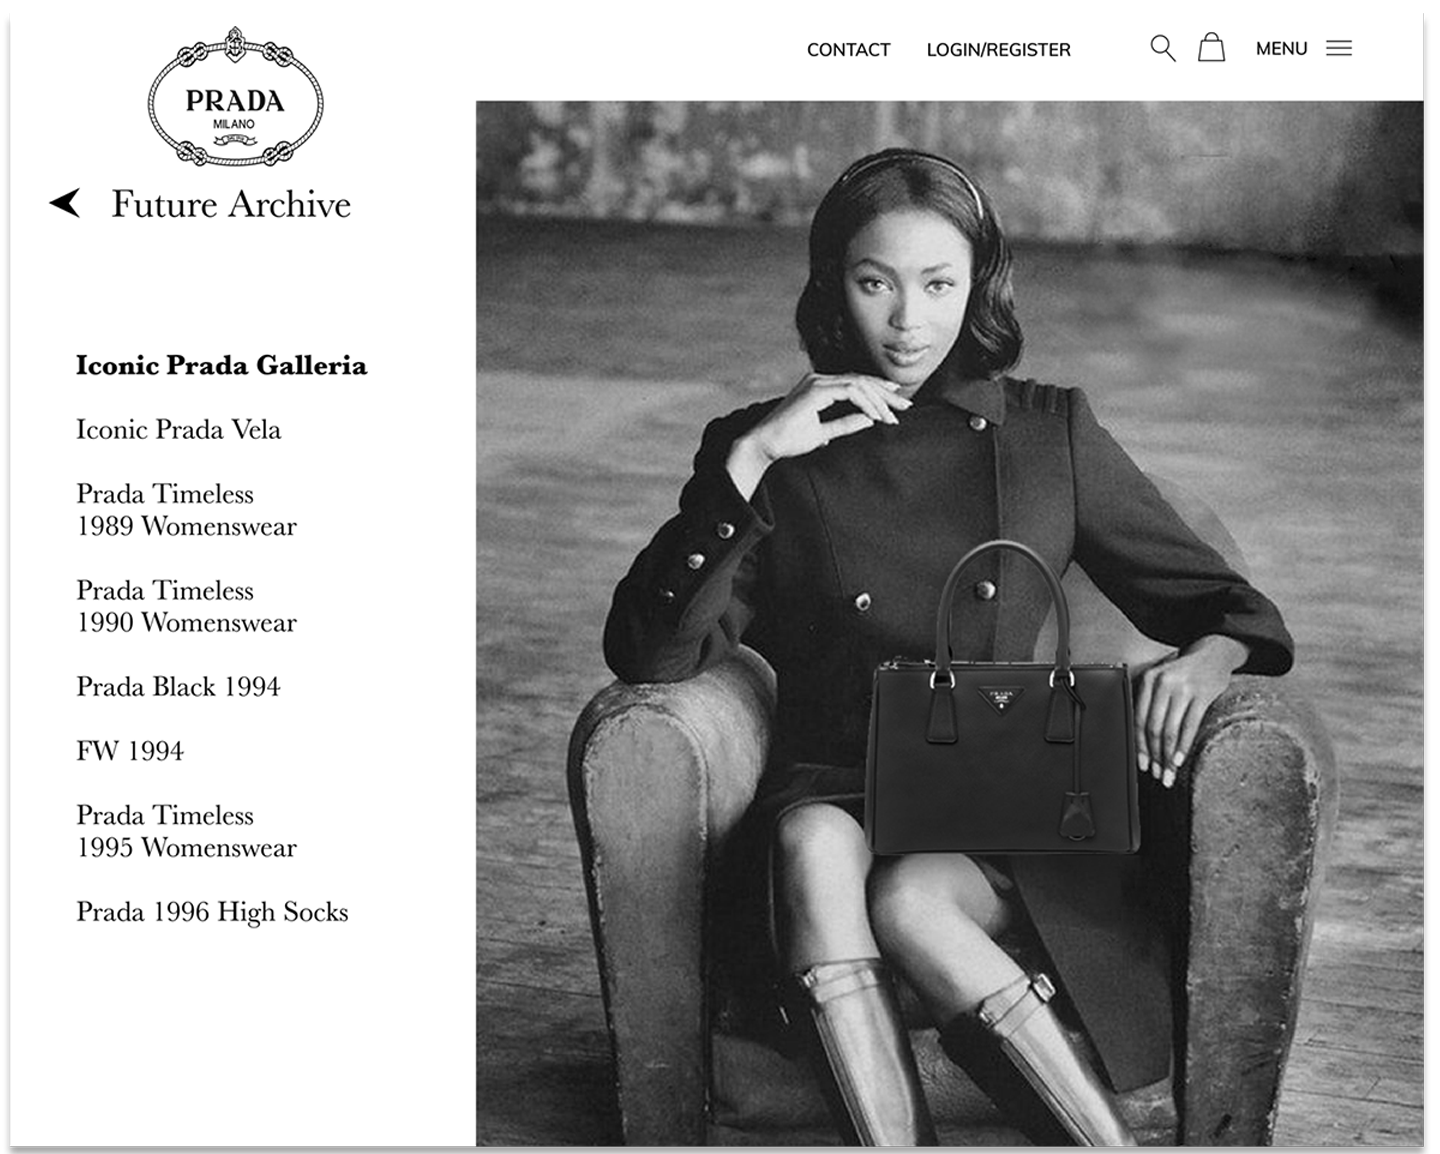 PRADA
MILANO
CONTACT
LOGIN/REGISTER
MENU
Future Archive
Iconic Prada Galleria
Iconic Prada Vela
Prada Timeless
1989 Womenswear
Prada Timeless
1990 Womenswear
Prada Black 1994
FW 1994
Prada Timeless
1995 Womenswear
Prada 1996 High Socks
PRADA